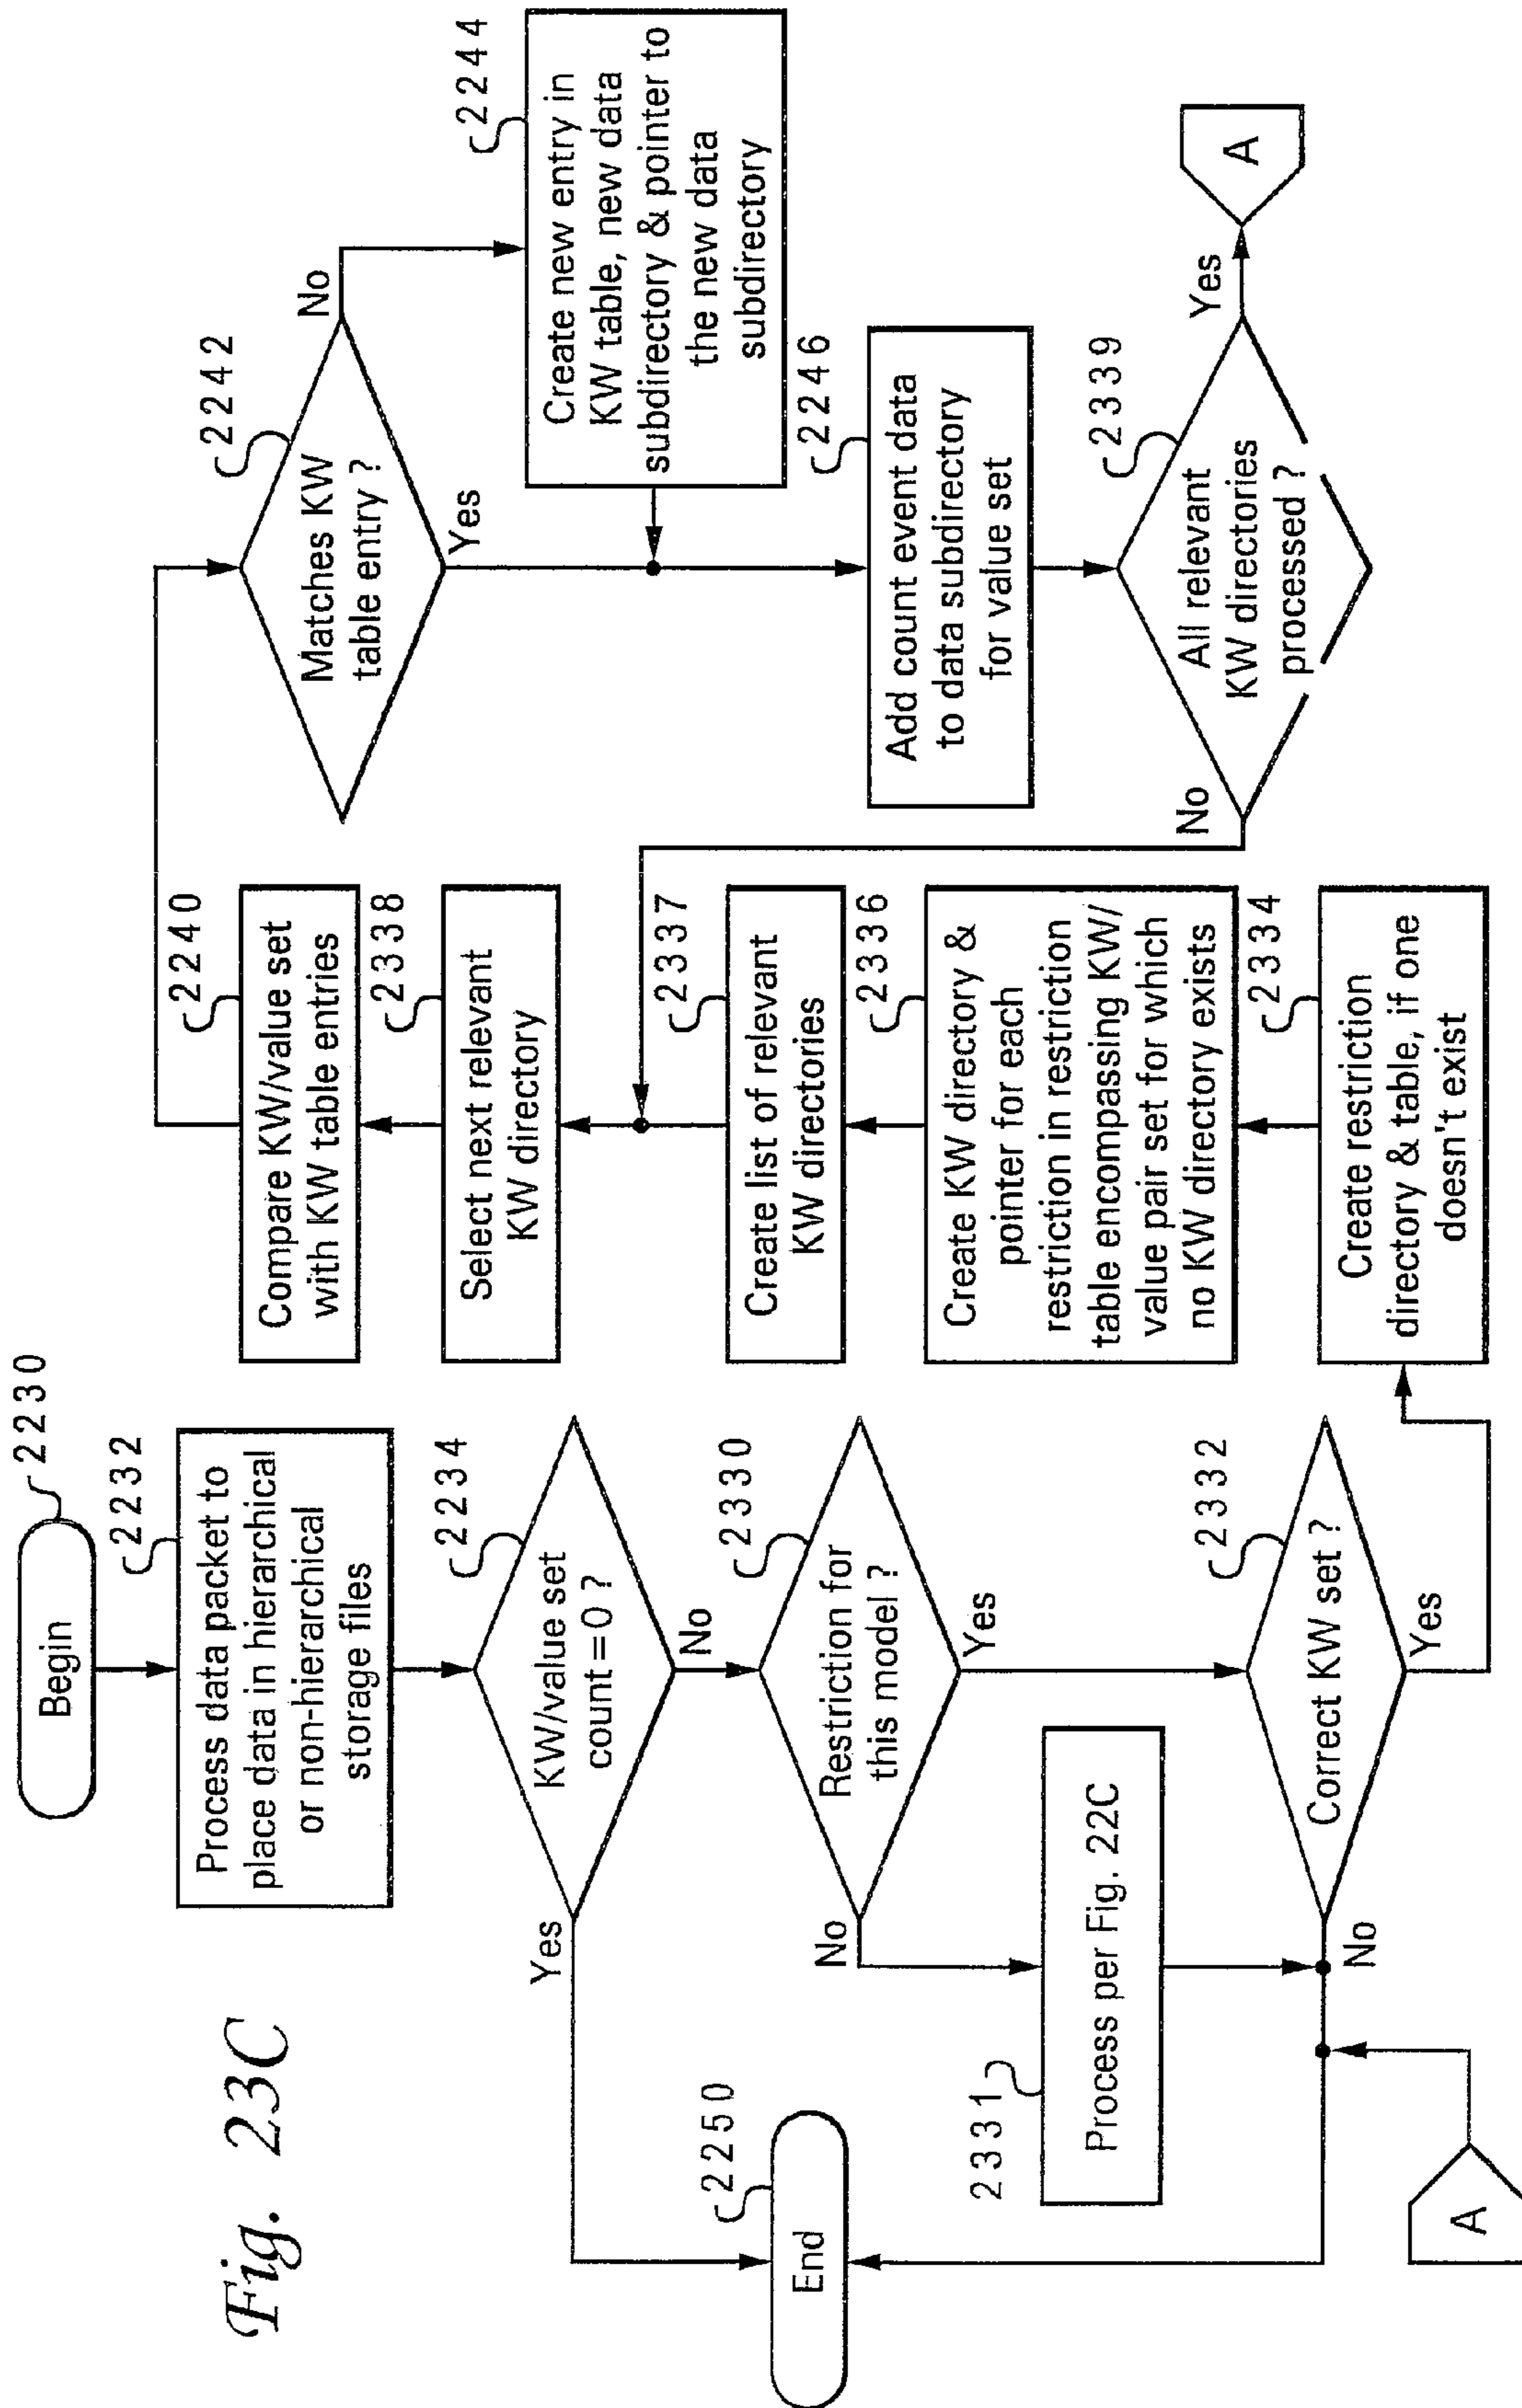 Fig. 23C
Begin
2230
Process data packet to
place data in hierarchical
or non-hierarchical
storage files
2232
KW/value set
count=0 ?
2234
Yes
No
Restriction for
this model ?
2330
No
Yes
Process per Fig. 22C
2331
Correct KW set ?
2332
No
Yes
A
End
2250
Create restriction
directory & table, if one
doesn't exist
2334
Create KW directory &
pointer for each
restriction in restriction
table encompassing KW/
value pair set for which
no KW directory exists
2336
Create list of relevant
KW directories
2337
Select next relevant
KW directory
2338
Compare KW/value set
with KW table entries
2240
Matches KW
table entry ?
2242
No
Yes
Create new entry in
KW table, new data
subdirectory & pointer to
the new data
subdirectory
2244
Add count event data
to data subdirectory
for value set
2246
All relevant
KW directories
processed ?
2339
No
Yes
A